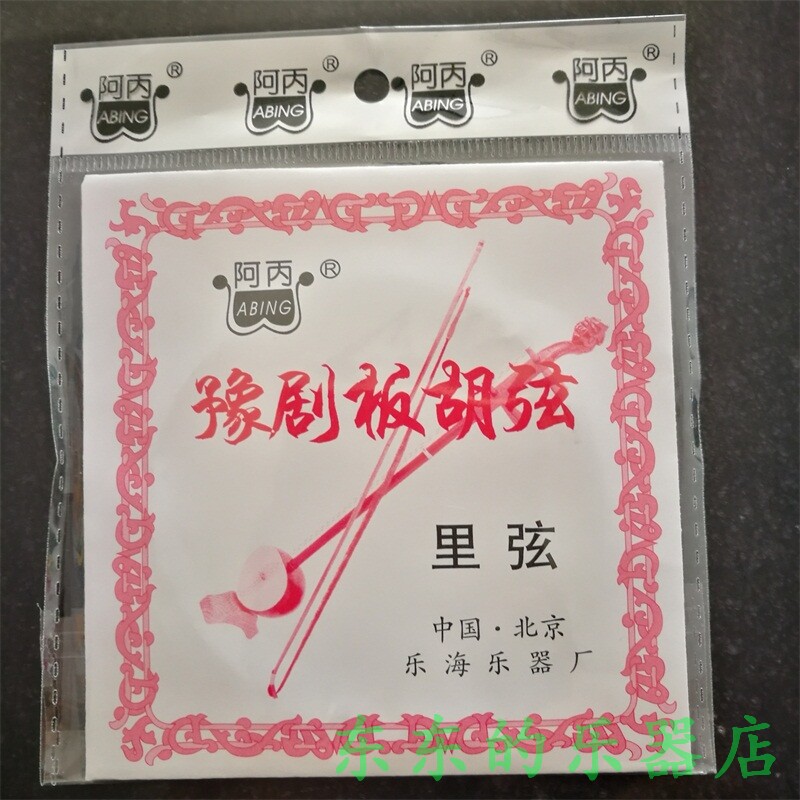 阿丙® 阿丙® 阿丙® 阿丙®
ABING ABING ABING ABING
阿丙®
ABING
豫剧板胡弦
里弦
中国·北京
乐海乐器厂
东东的乐器店